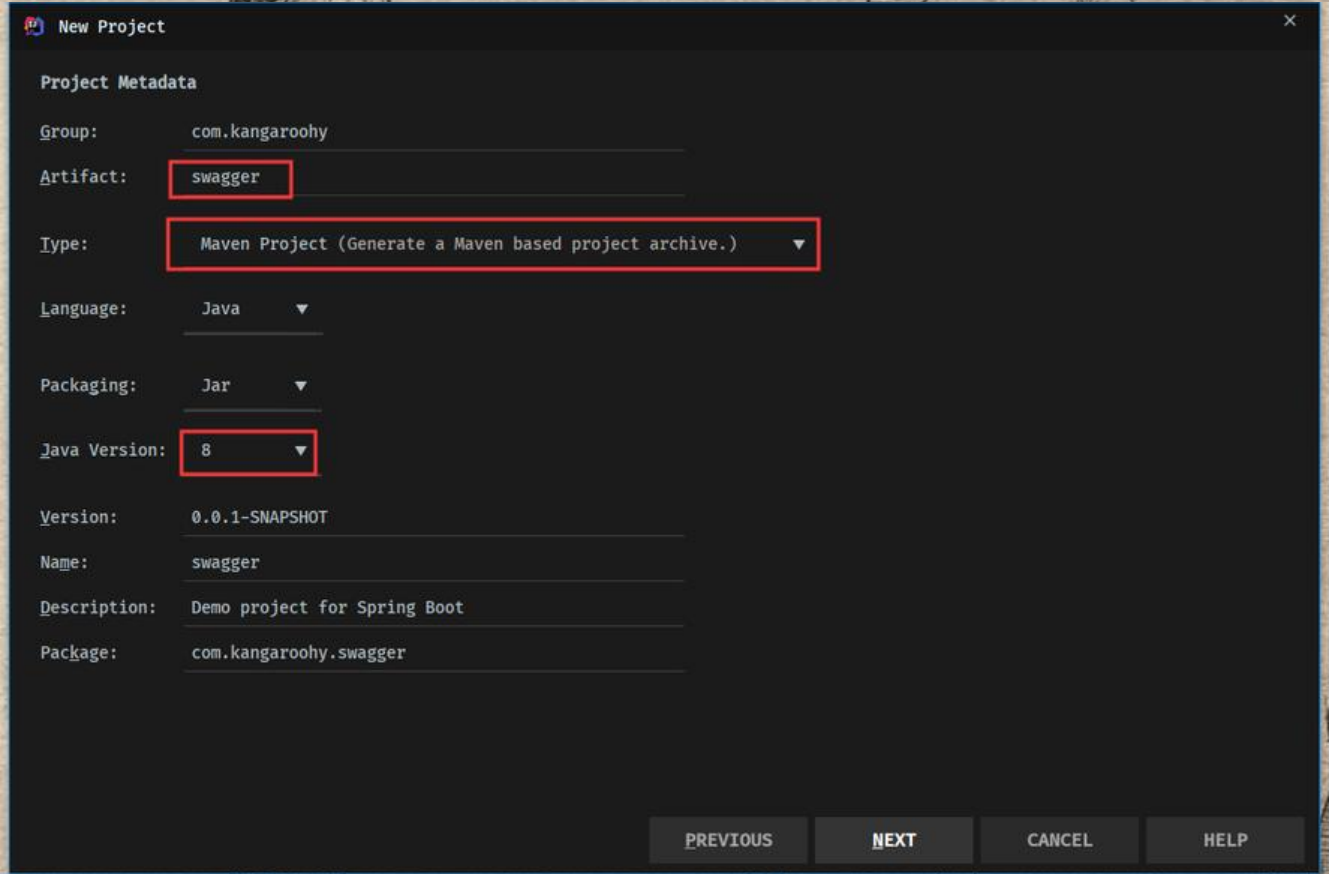 New Project
Project Metadata
Group: com.kangaroohy
Artifact: swagger
Type: Maven Project (Generate a Maven based project archive.)
Language: Java
Packaging: Jar
Java Version: 8
Version: 0.0.1-SNAPSHOT
Name: swagger
Description: Demo project for Spring Boot
Package: com.kangaroohy.swagger
PREVIOUS NEXT CANCEL HELP